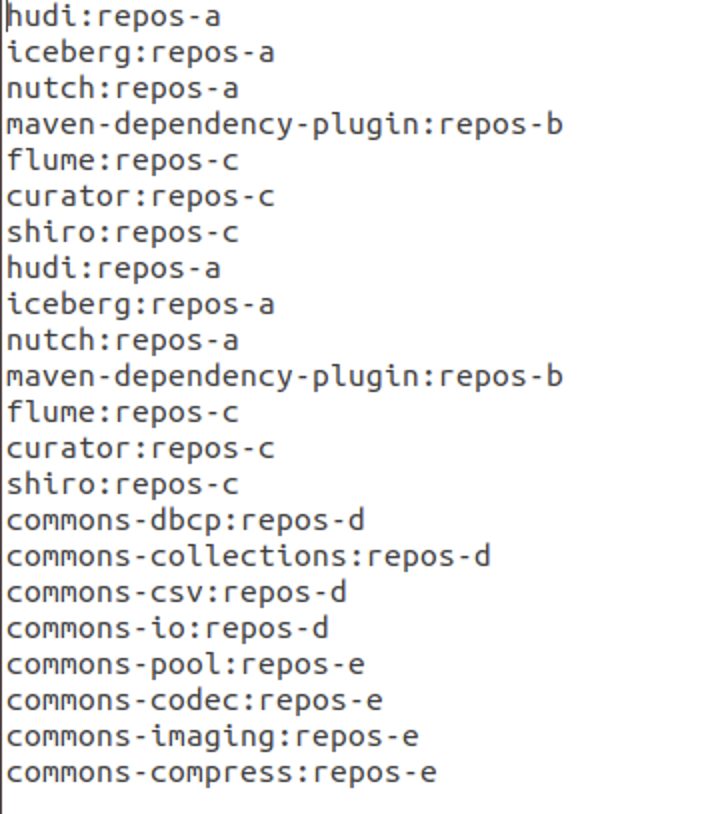 hudi:repos-a
iceberg:repos-a
nutch:repos-a
maven-dependency-plugin:repos-b
flume:repos-c
curator:repos-c
shiro:repos-c
hudi:repos-a
iceberg:repos-a
nutch:repos-a
maven-dependency-plugin:repos-b
flume:repos-c
curator:repos-c
shiro:repos-c
commons-dbcp:repos-d
commons-collections:repos-d
commons-csv:repos-d
commons-io:repos-d
commons-pool:repos-e
commons-codec:repos-e
commons-imaging:repos-e
commons-compress:repos-e